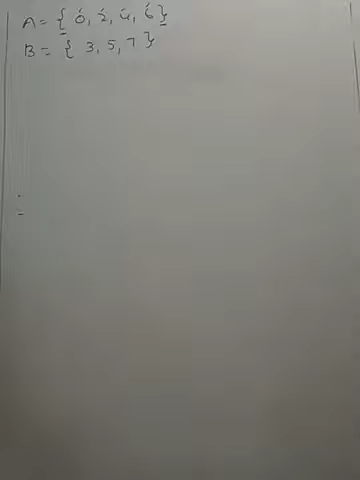 A = { 0, 2, 4, 6 }
B = { 3, 5, 7 }